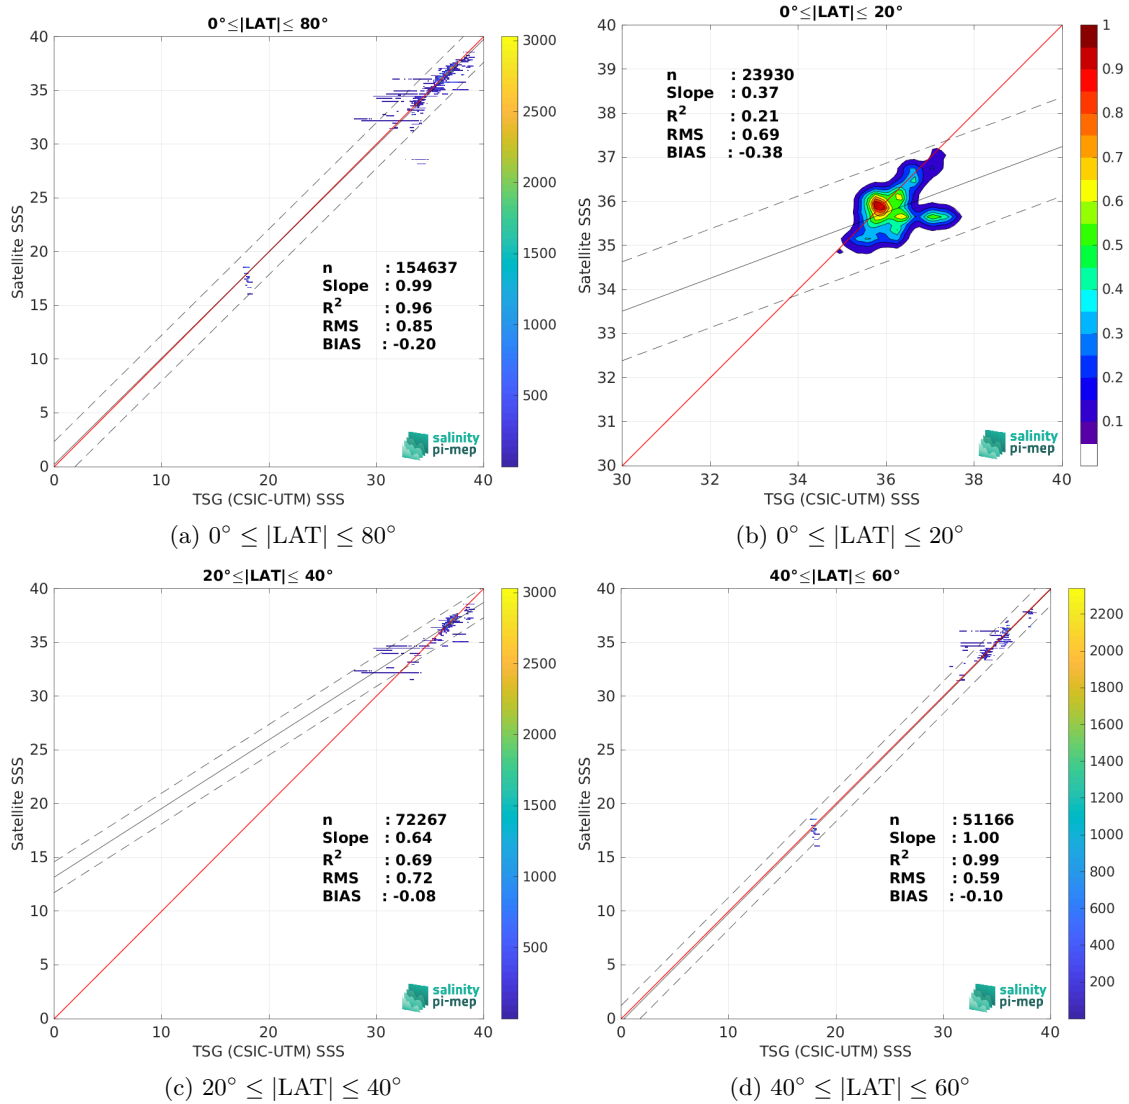 0°≤|LAT|≤ 80°
40
35
30
25
20
15
10
5
0
0
10
20
30
40
Satellite SSS
TSG (CSIC-UTM) SSS
n : 154637
Slope : 0.99
R² : 0.96
RMS : 0.85
BIAS : -0.20
salinity
pi-mep
3000
2500
2000
1500
1000
500
(a) 0° ≤ |LAT| ≤ 80°
0°≤|LAT|≤ 20°
40
39
38
37
36
35
34
33
32
31
30
30
32
34
36
38
40
Satellite SSS
TSG (CSIC-UTM) SSS
n : 23930
Slope : 0.37
R² : 0.21
RMS : 0.69
BIAS : -0.38
salinity
pi-mep
1
0.9
0.8
0.7
0.6
0.5
0.4
0.3
0.2
0.1
(b) 0° ≤ |LAT| ≤ 20°
20°≤|LAT|≤ 40°
40
35
30
25
20
15
10
5
0
0
10
20
30
40
Satellite SSS
TSG (CSIC-UTM) SSS
n : 72267
Slope : 0.64
R² : 0.69
RMS : 0.72
BIAS : -0.08
salinity
pi-mep
3000
2500
2000
1500
1000
500
(c) 20° ≤ |LAT| ≤ 40°
40°≤|LAT|≤ 60°
40
35
30
25
20
15
10
5
0
0
10
20
30
40
Satellite SSS
TSG (CSIC-UTM) SSS
n : 51166
Slope : 1.00
R² : 0.99
RMS : 0.59
BIAS : -0.10
salinity
pi-mep
2200
2000
1800
1600
1400
1200
1000
800
600
400
200
(d) 40° ≤ |LAT| ≤ 60°